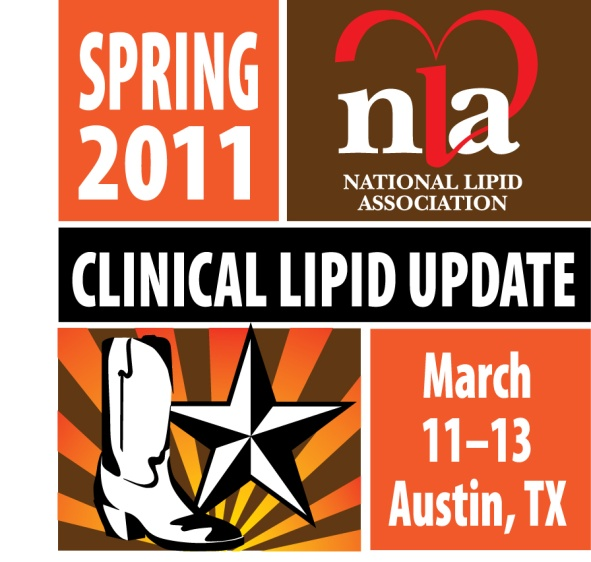 SPRING
2011
nla
NATIONAL LIPID
ASSOCIATION
CLINICAL LIPID UPDATE
March
11–13
Austin, TX